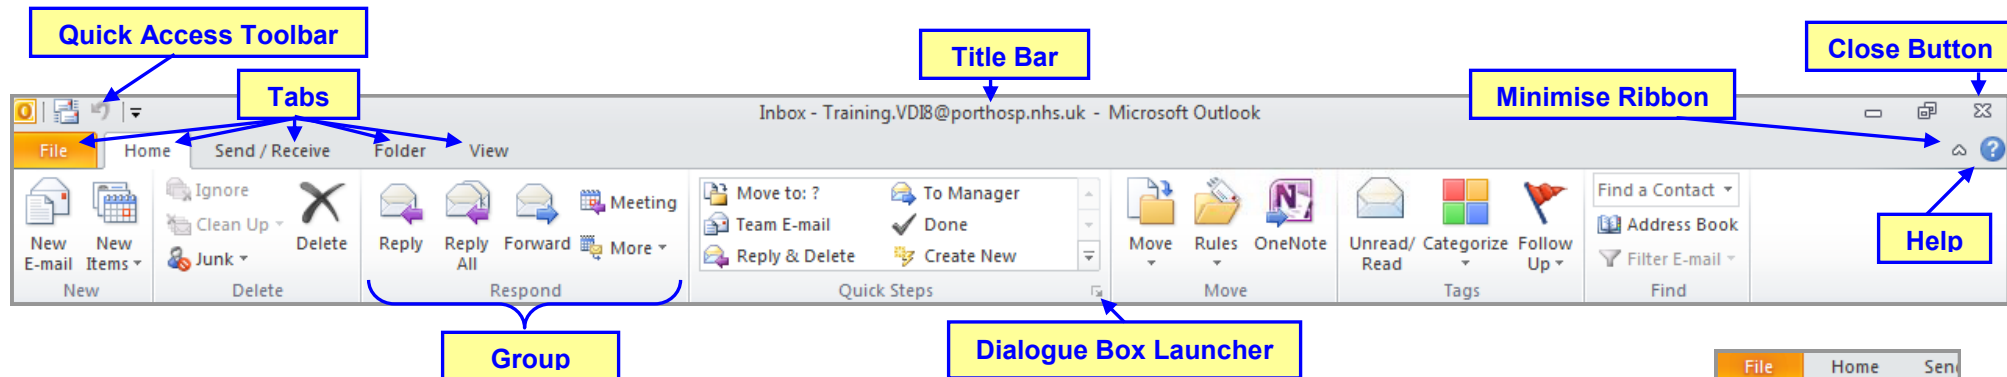 Quick Access Toolbar
Title Bar
Close Button
Tabs
Minimise Ribbon
Inbox - Training.VDI8@porthosp.nhs.uk - Microsoft Outlook
File Home Send / Receive Folder View
Ignore
Clean Up
Junk
New E-mail
New Items
Delete
Reply
Reply All
Forward
Meeting
More
Move to: ?
Team E-mail
Reply & Delete
To Manager
Done
Create New
Move
Rules
OneNote
Unread/ Read
Categorize
Follow Up
Find a Contact
Address Book
Filter E-mail
Help
New Delete Respond Quick Steps Move Tags Find
Group
Dialogue Box Launcher
File Home Sen